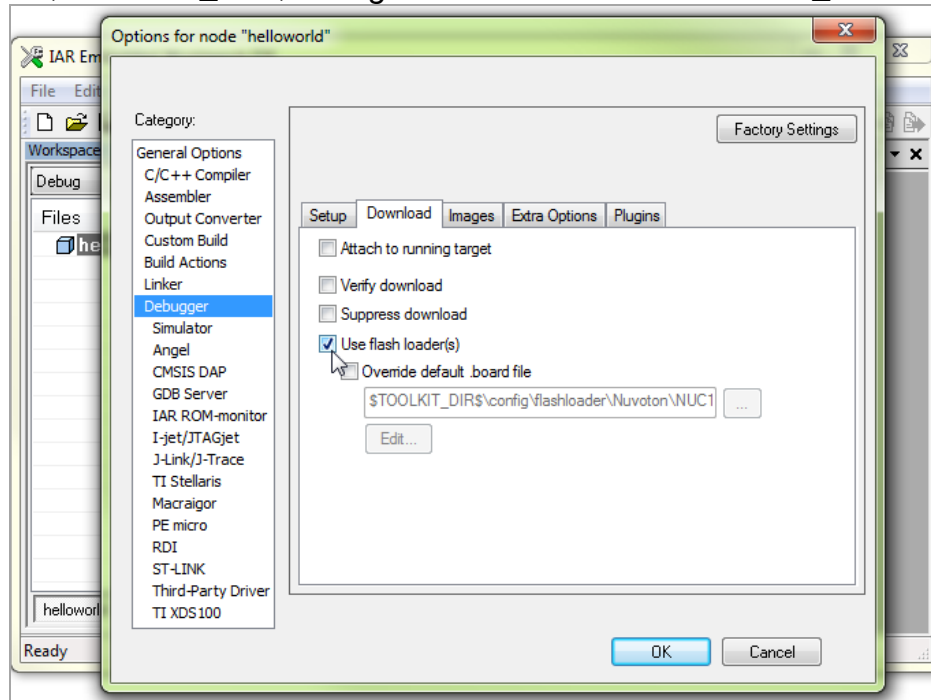 Options for node "helloworld"
IAR Em
File Edit
Workspace
Debug
Files
he
helloworl
Ready
Category:
General Options
C/C++ Compiler
Assembler
Output Converter
Custom Build
Build Actions
Linker
Debugger
Simulator
Angel
CMSIS DAP
GDB Server
IAR ROM-monitor
I-jet/JTAGjet
J-Link/J-Trace
TI Stellaris
Macraigor
PE micro
RDI
ST-LINK
Third-Party Driver
TI XDS100
Factory Settings
Setup Download Images Extra Options Plugins
Attach to running target
Verify download
Suppress download
Use flash loader(s)
Override default .board file
$TOOLKIT_DIR$\config\flashloader\Nuvoton\NUC1 ...
Edit...
OK Cancel